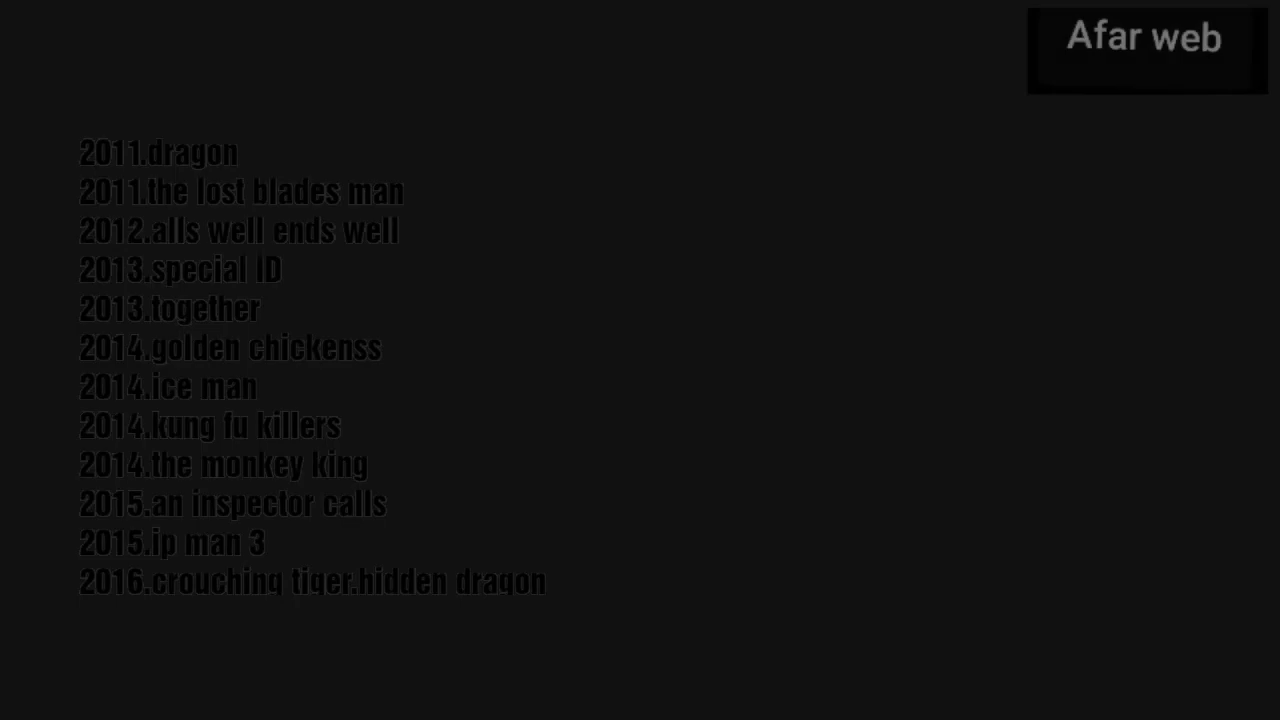 Afar web
2011.dragon
2011.the lost blades man
2012.alls well ends well
2013.special ID
2013.together
2014.golden chickenss
2014.ice man
2014.kung fu killers
2014.the monkey king
2015.an inspector calls
2015.ip man 3
2016.crouching tiger.hidden dragon